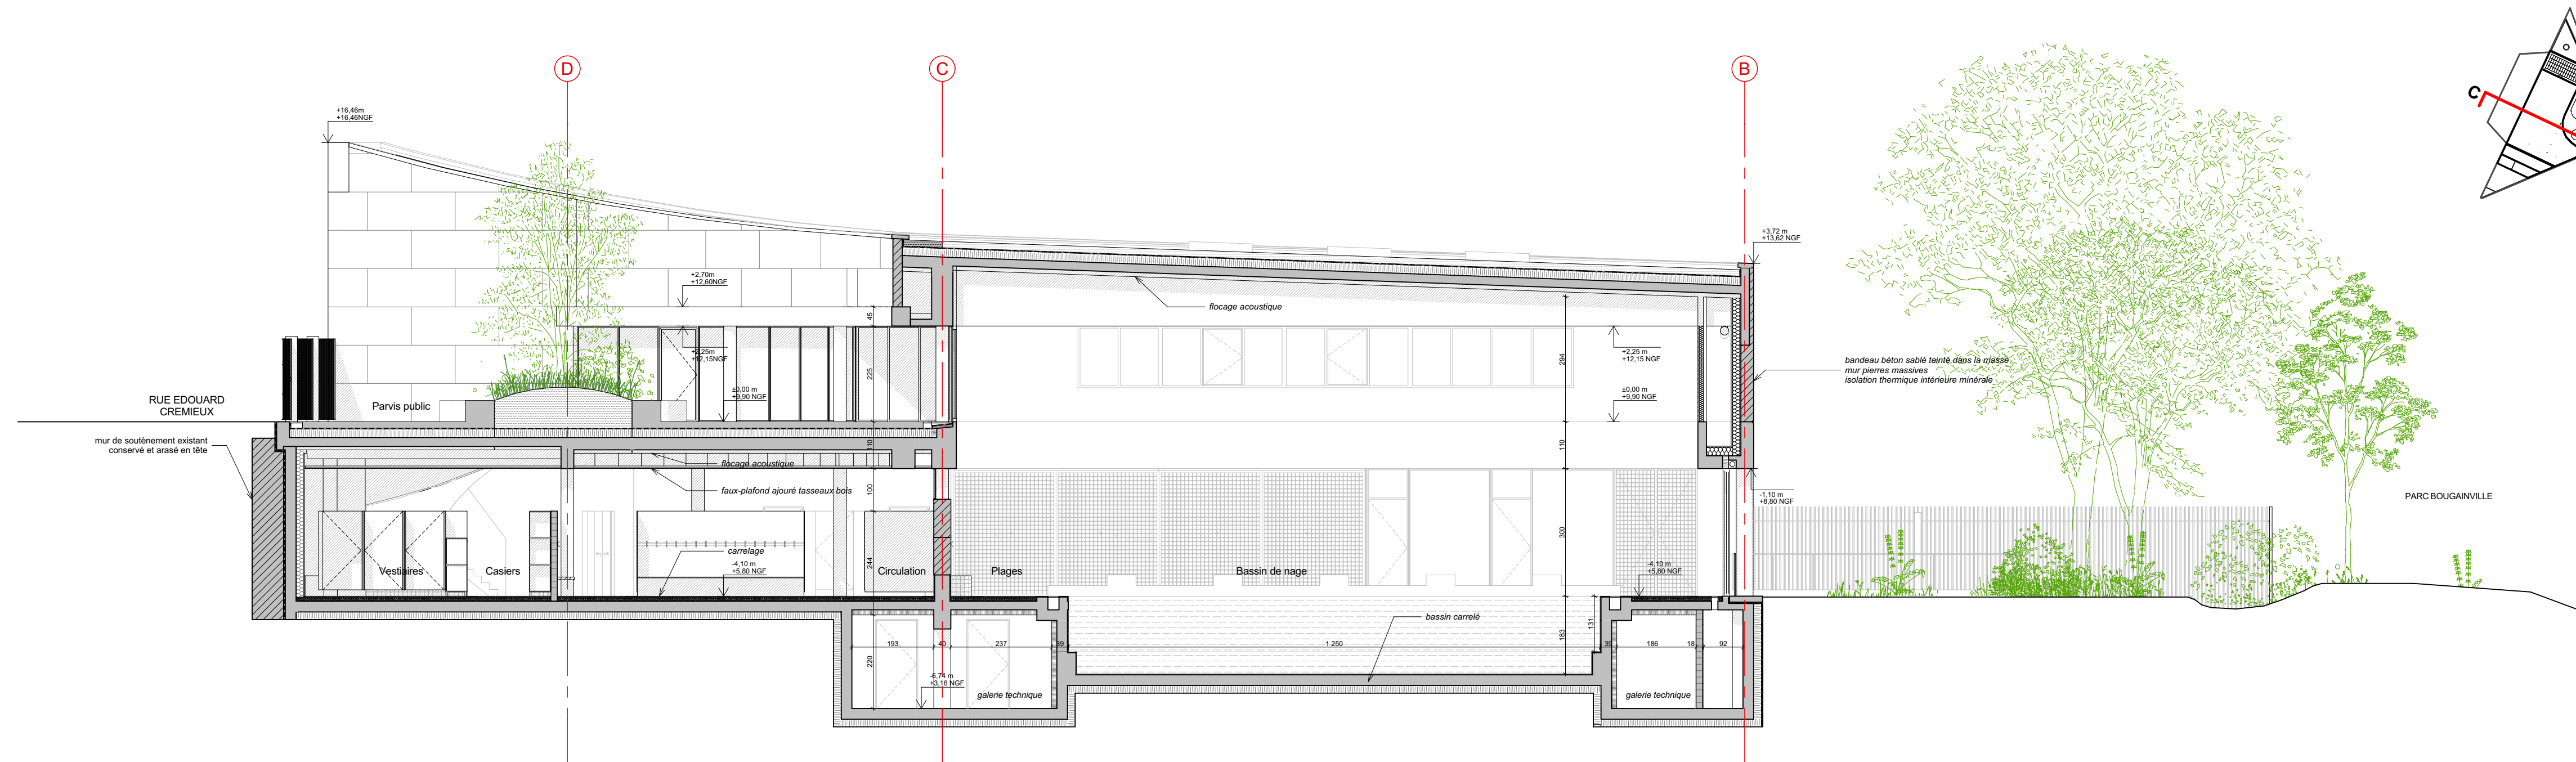 D
C
B
C
+16,46m
+16,46NGF
+3,72 m
+13,62 NGF
+2,70m
+12,60NGF
flocage acoustique
45
+2,25m
+12,15NGF
+2,25 m
+12,15 NGF
294
225
bandeau béton sablé teinté dans la masse
mur pierres massives
isolation thermique intérieure minérale
±0,00 m
+9,90 NGF
±0,00 m
+9,90 NGF
RUE EDOUARD
CREMIEUX
Parvis public
mur de soutènement existant
conservé et arasé en tête
110
110
flocage acoustique
faux-plafond ajouré tasseaux bois
100
-1,10 m
+8,80 NGF
PARC BOUGAINVILLE
300
carrelage
244
-4,10 m
+5,80 NGF
-4,10 m
+5,80 NGF
Vestiaires
Casiers
Circulation
Plages
Bassin de nage
bassin carrelé
131
183
193
40
237
39
1 250
39
186
18
92
220
-6,74 m
+3,16 NGF
galerie technique
galerie technique